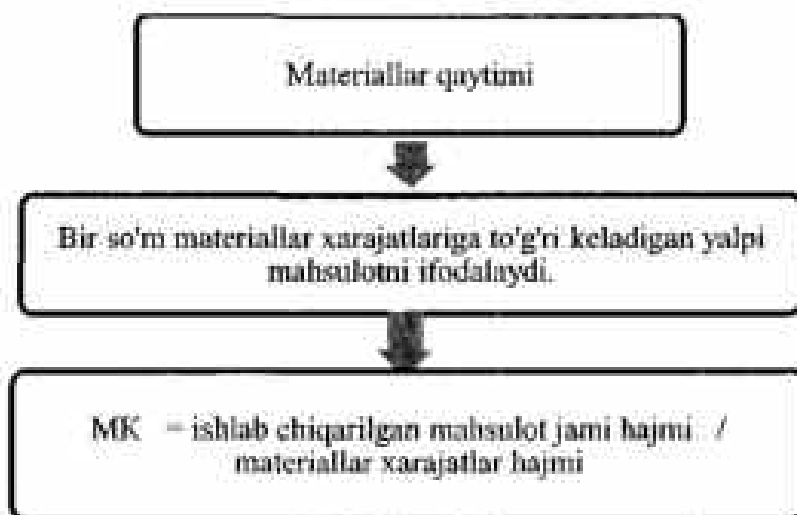 Materiallar qaytimi
Bir so'm materiallar xarajatlariga to'g'ri keladigan yalpi
mahsulotni ifodalaydi.
MK = ishlab chiqarilgan mahsulot jami hajmi /
materiallar xarajatlar hajmi